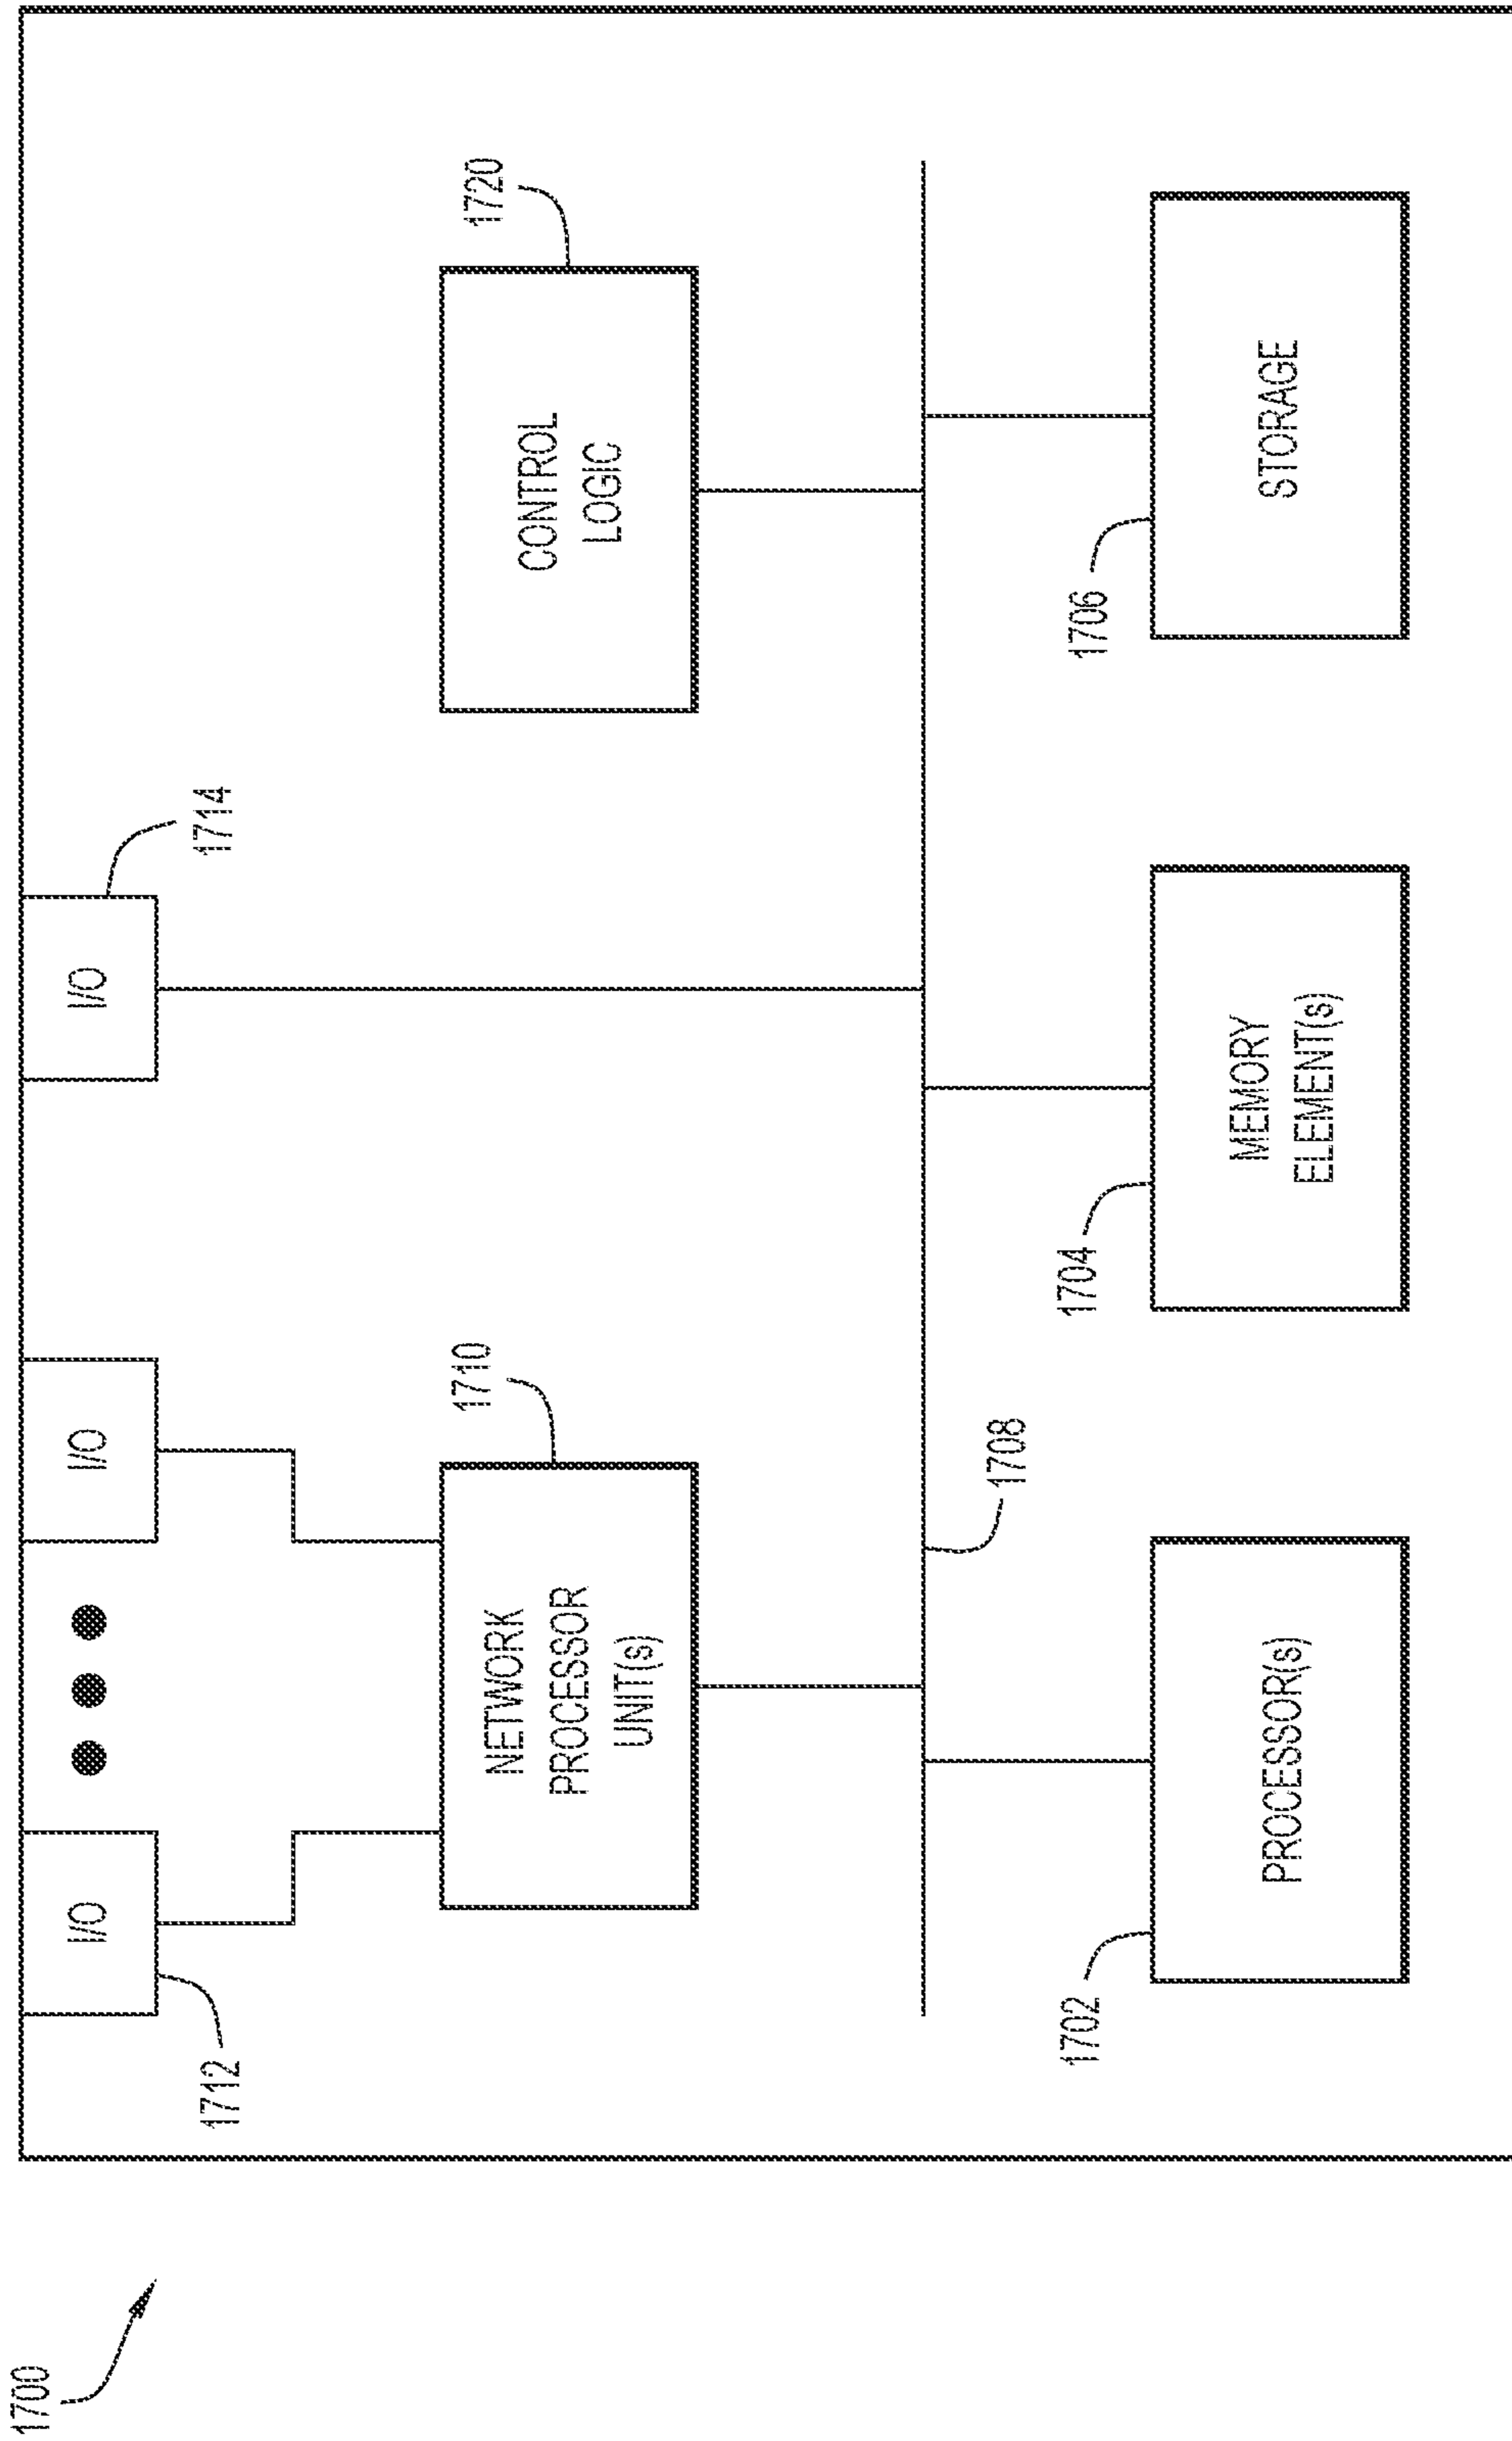 1700
1712
I/O
I/O
I/O
1714
NETWORK
PROCESSOR
UNIT(s)
1710
CONTROL
LOGIC
1720
1708
1702
PROCESSOR(s)
1704
MEMORY
ELEMENT(s)
1706
STORAGE